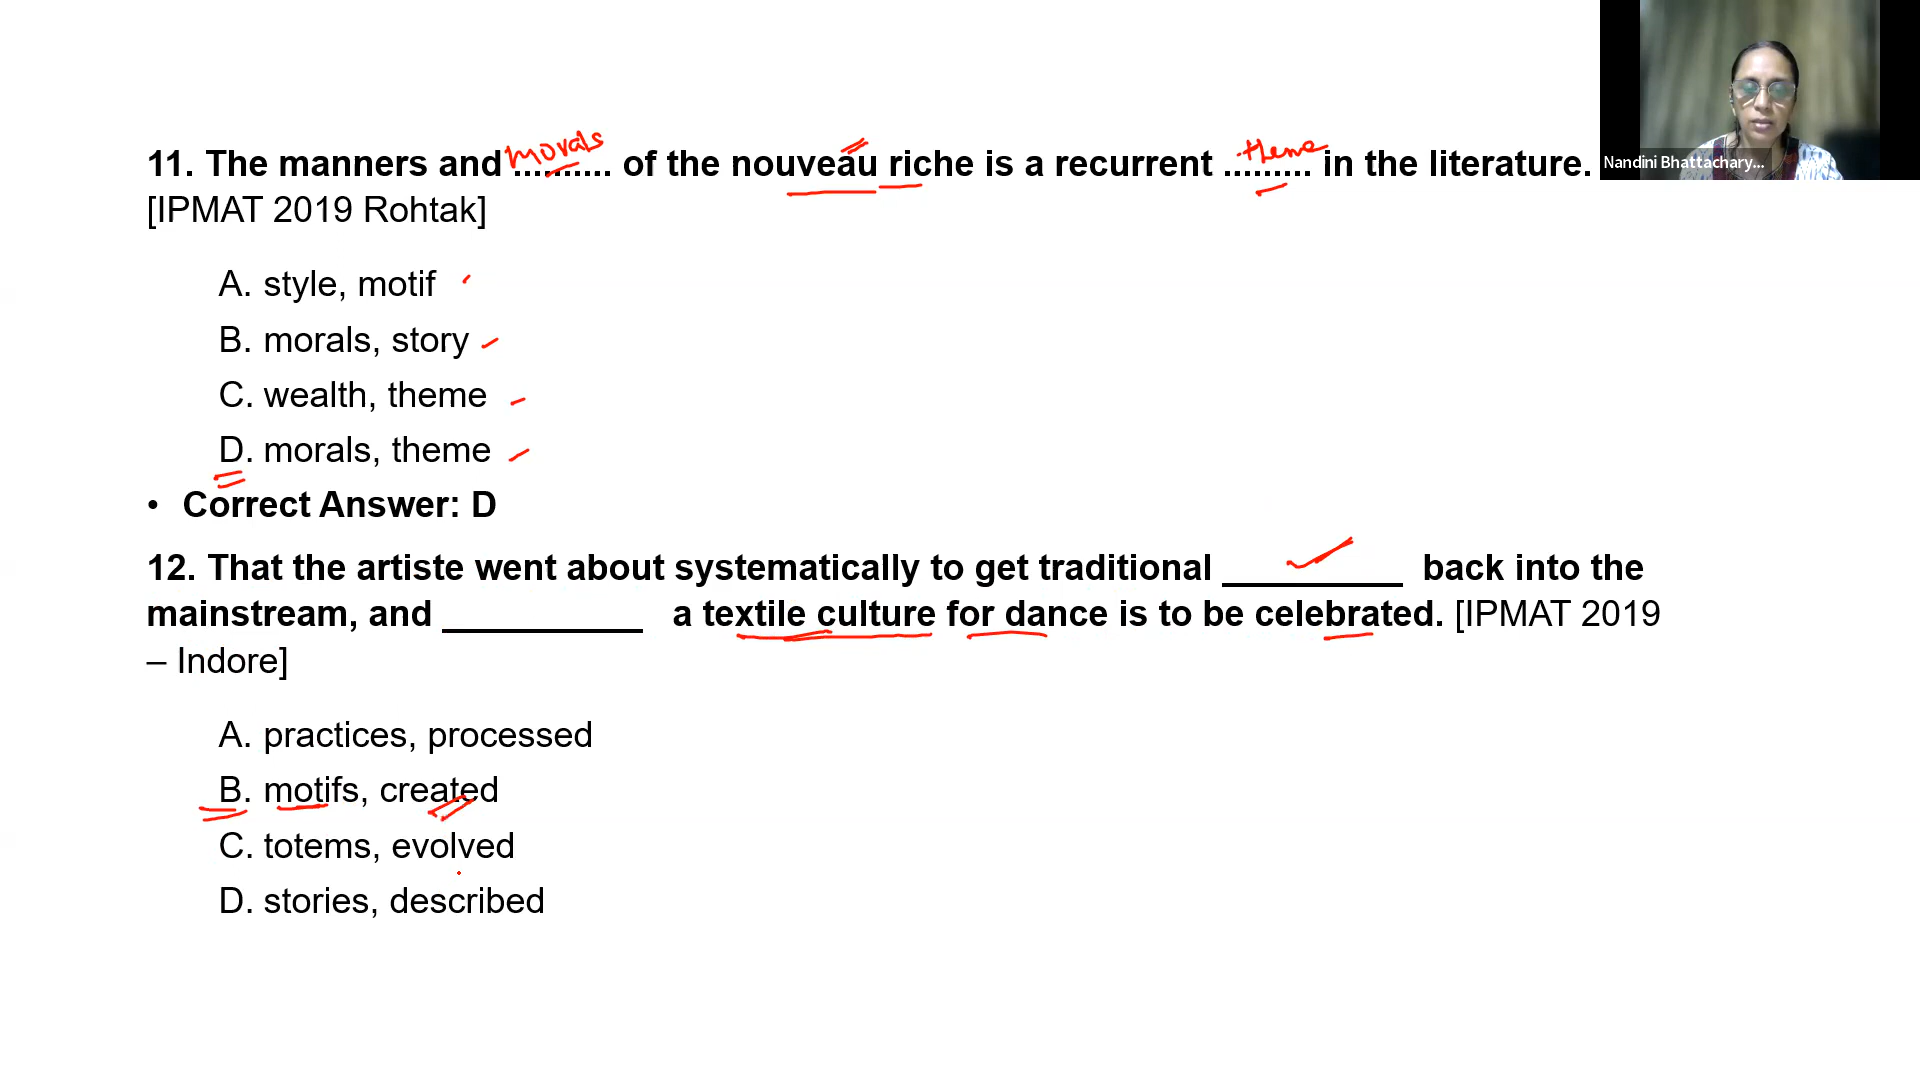 morals
theme
11. The manners and .......... of the nouveau riche is a recurrent ......... in the literature.
Nandini Bhattachary...
[IPMAT 2019 Rohtak]
A. style, motif
B. morals, story
C. wealth, theme
D. morals, theme
• Correct Answer: D
12. That the artiste went about systematically to get traditional __________ back into the
mainstream, and ___________ a textile culture for dance is to be celebrated. [IPMAT 2019
– Indore]
A. practices, processed
B. motifs, created
C. totems, evolved
D. stories, described